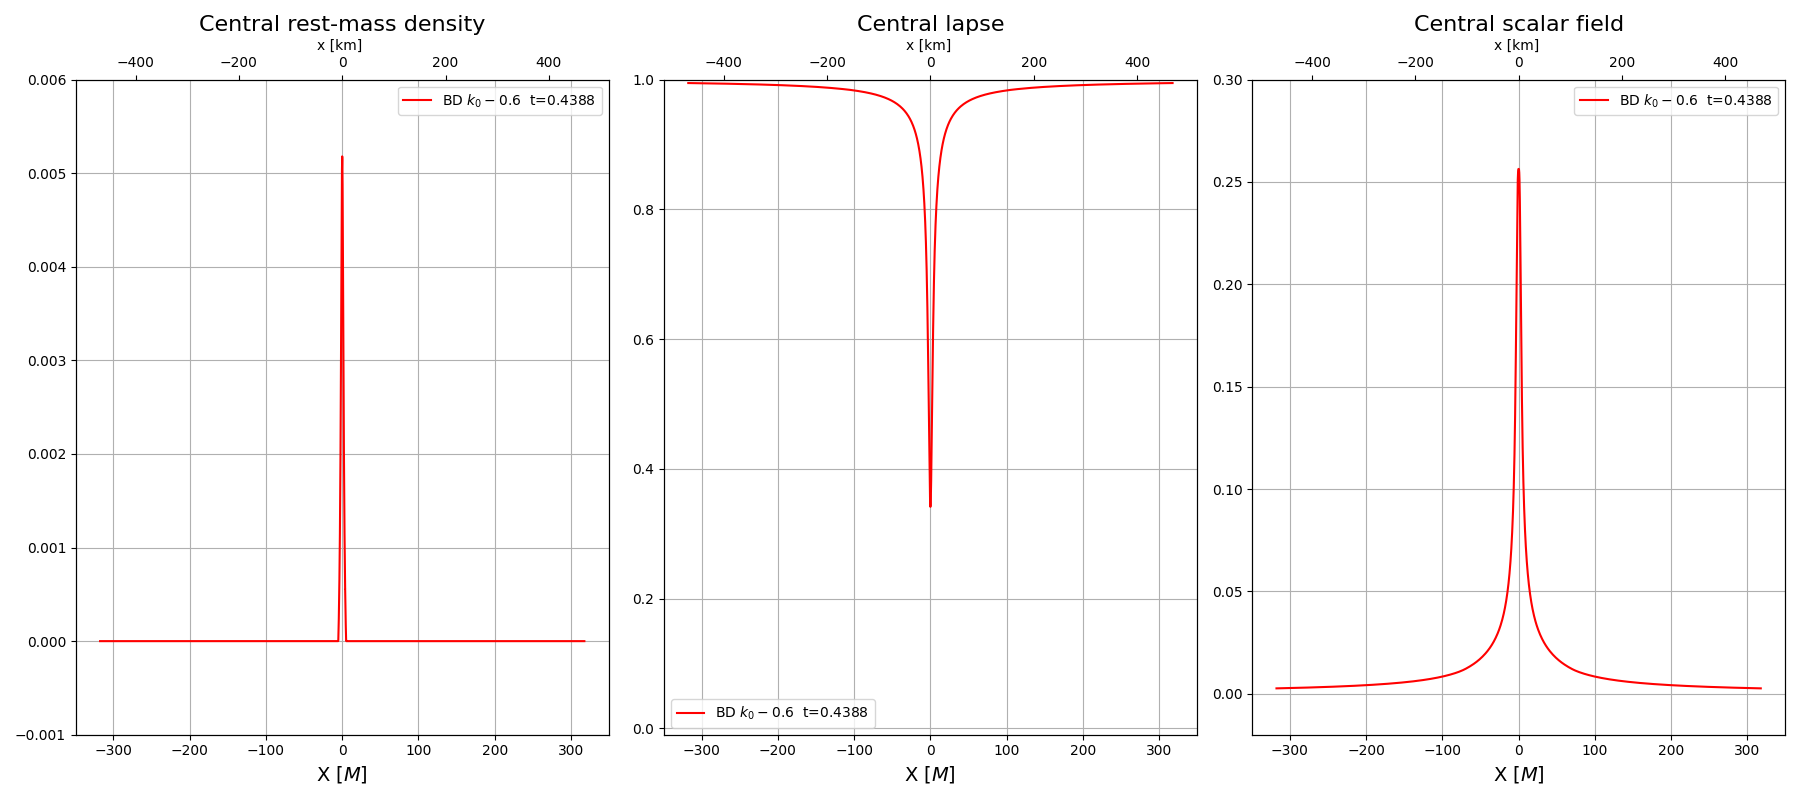 Central rest-mass density
x [km]
−400 −200 0 200 400
0.006
0.005
0.004
0.003
0.002
0.001
0.000
−0.001
BD k₀ − 0.6 t=0.4388
−300 −200 −100 0 100 200 300
X [M]
Central lapse
x [km]
−400 −200 0 200 400
1.0
0.8
0.6
0.4
0.2
0.0
BD k₀ − 0.6 t=0.4388
−300 −200 −100 0 100 200 300
X [M]
Central scalar field
x [km]
−400 −200 0 200 400
0.30
0.25
0.20
0.15
0.10
0.05
0.00
BD k₀ − 0.6 t=0.4388
−300 −200 −100 0 100 200 300
X [M]